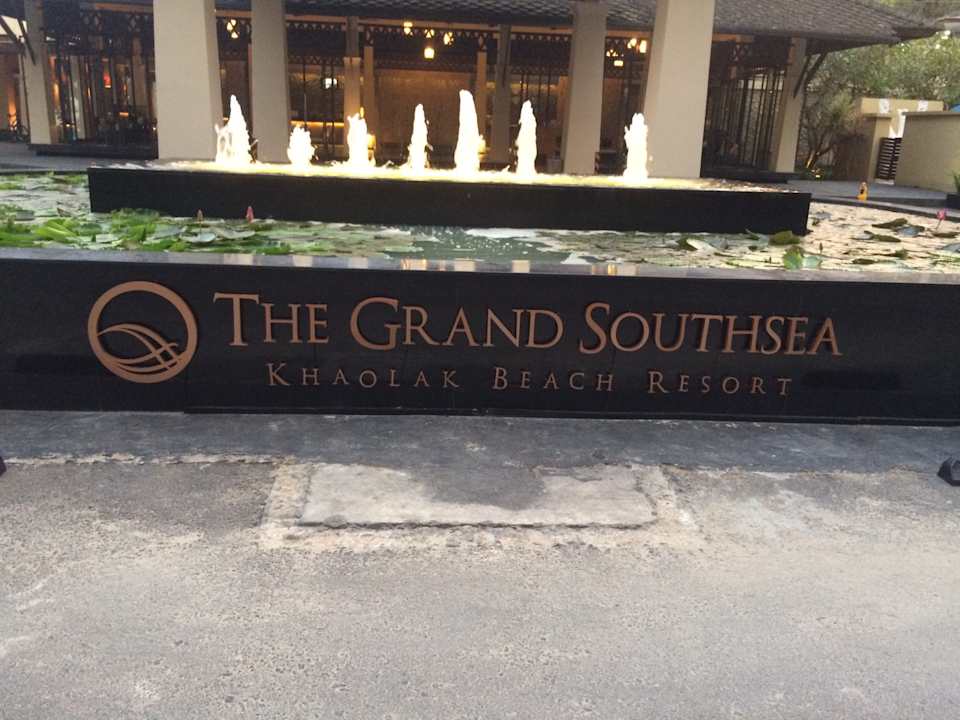 THE GRAND SOUTHSEA
KHAOLAK BEACH RESORT